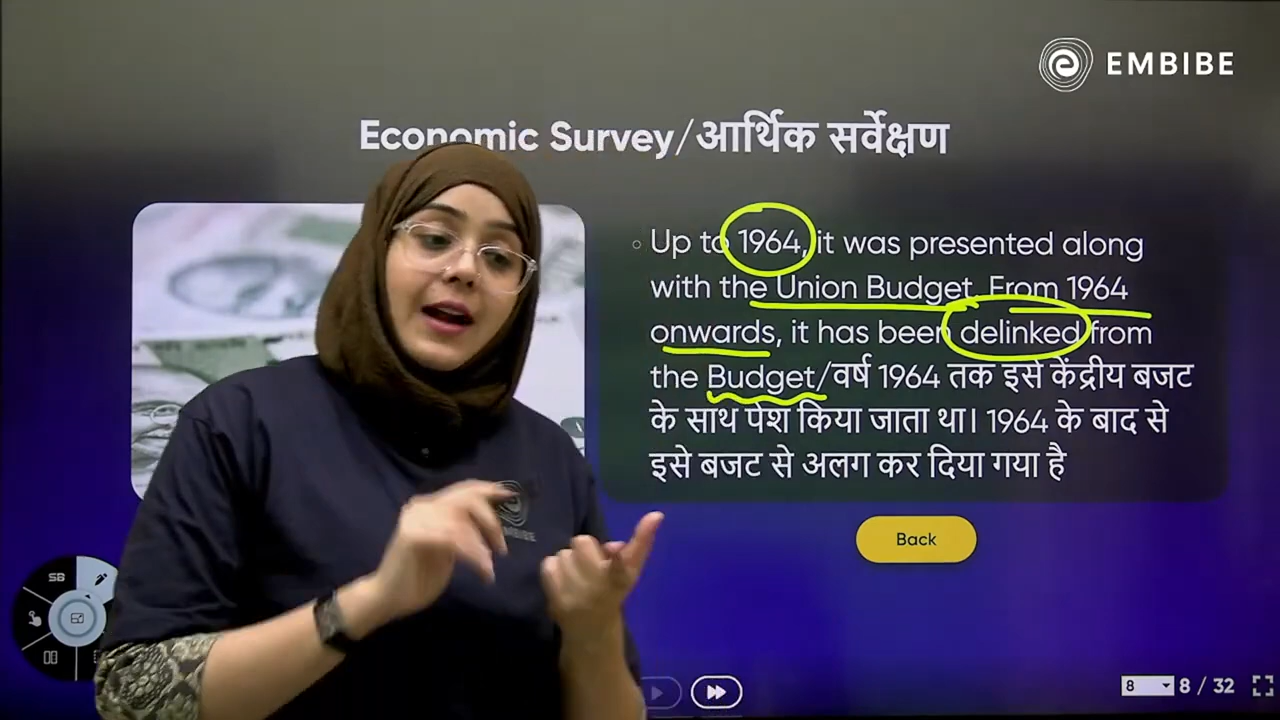 EMBIBE
Economic Survey/आर्थिक सर्वेक्षण
Up to 1964, it was presented along
with the Union Budget. From 1964
onwards, it has been delinked from
the Budget/वर्ष 1964 तक इसे केंद्रीय बजट
के साथ पेश किया जाता था। 1964 के बाद से
इसे बजट से अलग कर दिया गया है
Back
8 8 / 32